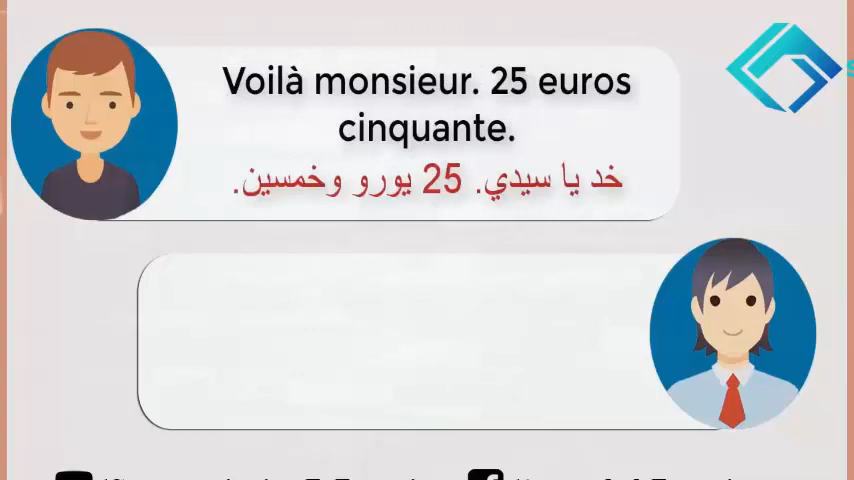 Voilà monsieur. 25 euros
cinquante.
خد يا سيدي. 25 يورو وخمسين.